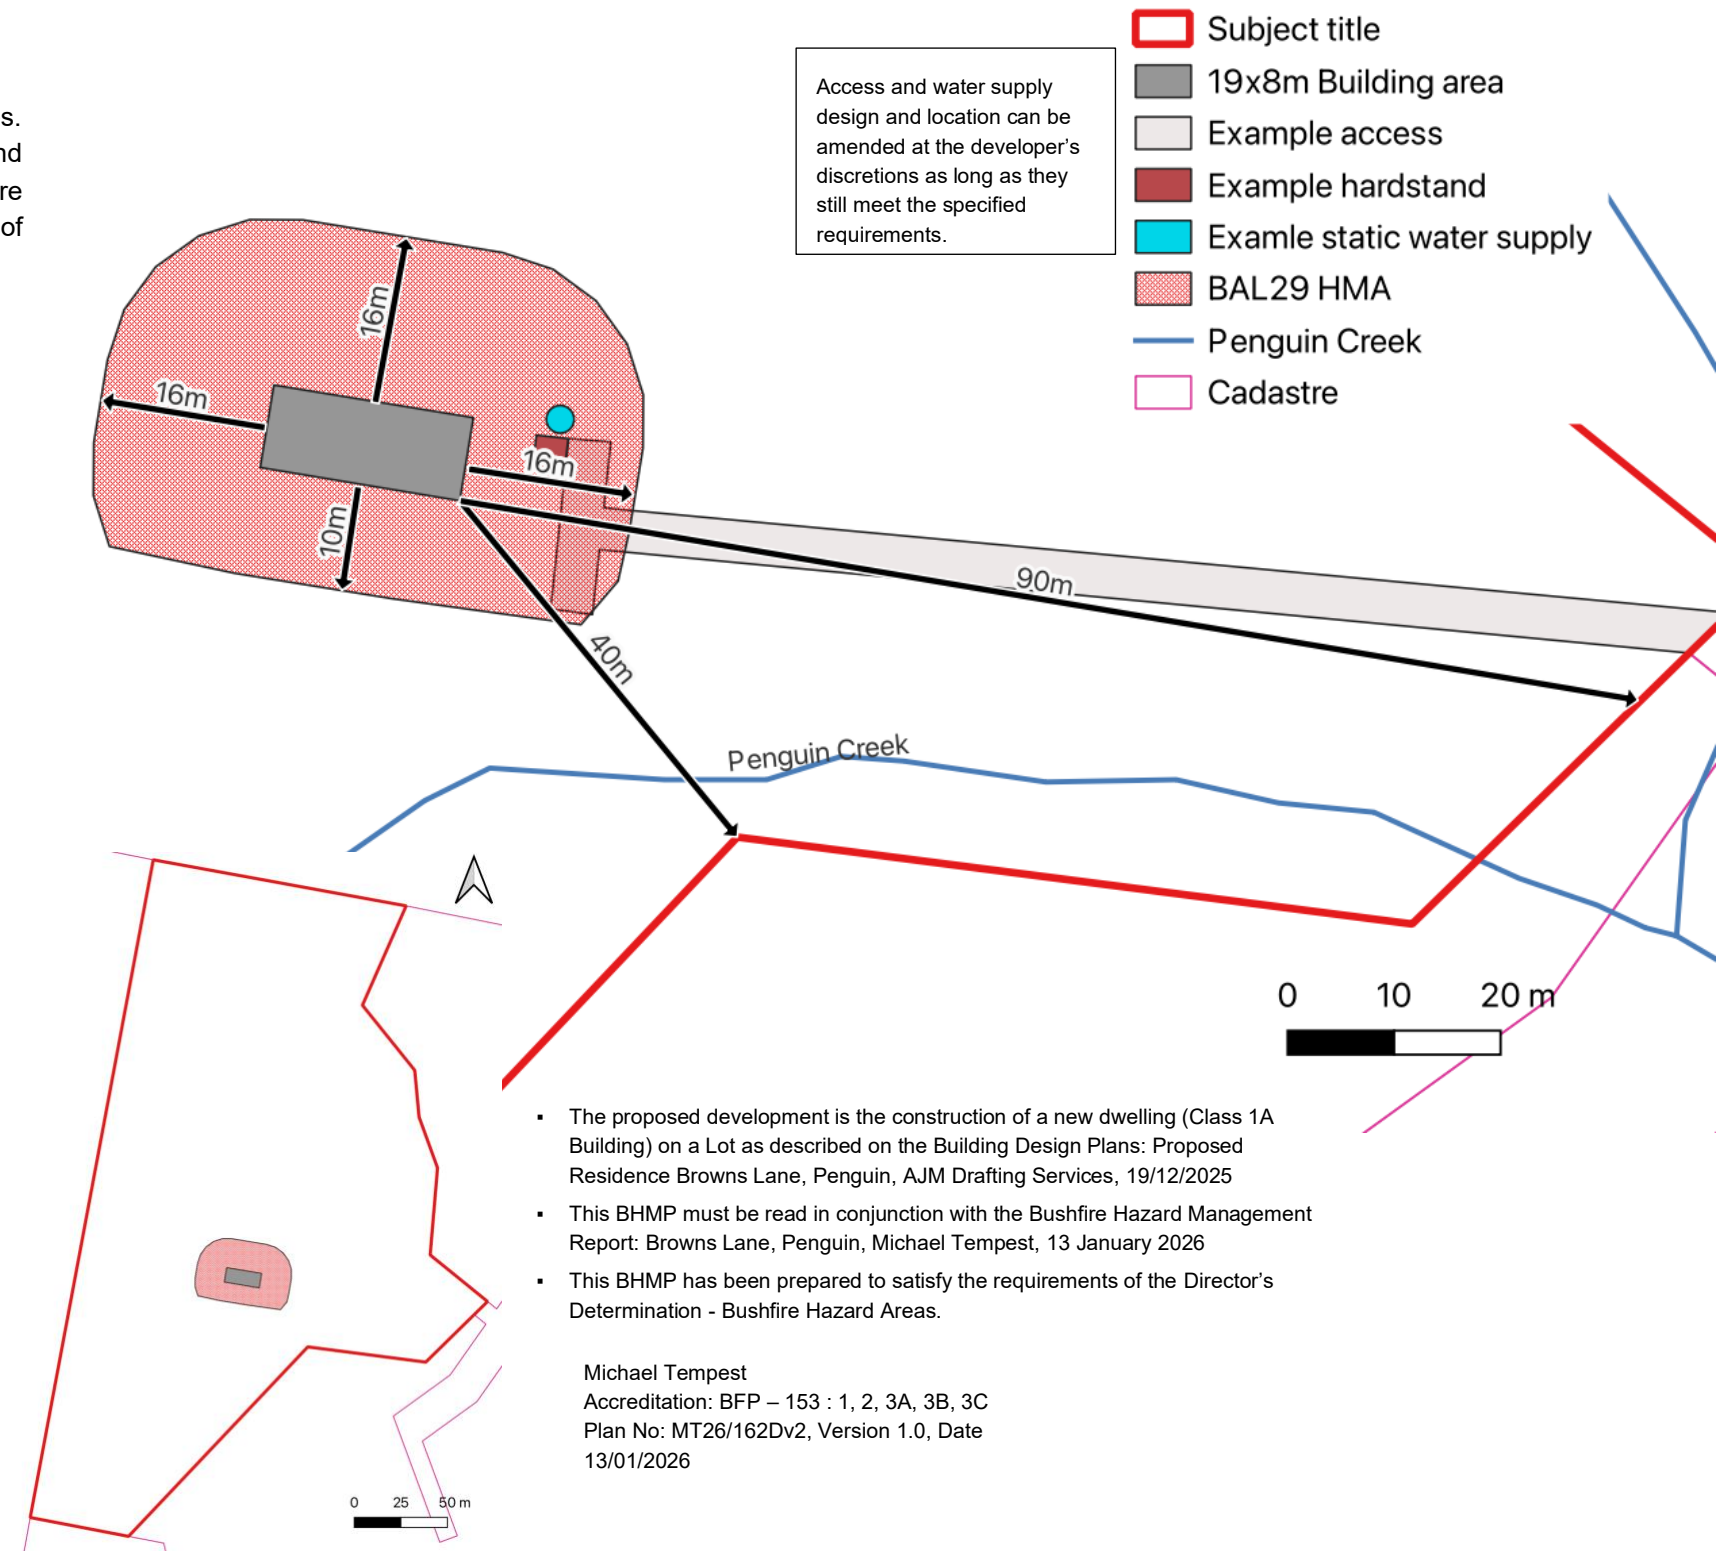 s.
nd
re
of
Access and water supply
design and location can be
amended at the developer’s
discretions as long as they
still meet the specified
requirements.
Subject title
19x8m Building area
Example access
Example hardstand
Examle static water supply
BAL29 HMA
Penguin Creek
Cadastre
16m
16m
16m
10m
90m
40m
Penguin Creek
0 10 20 m
▪ The proposed development is the construction of a new dwelling (Class 1A
Building) on a Lot as described on the Building Design Plans: Proposed
Residence Browns Lane, Penguin, AJM Drafting Services, 19/12/2025
▪ This BHMP must be read in conjunction with the Bushfire Hazard Management
Report: Browns Lane, Penguin, Michael Tempest, 13 January 2026
▪ This BHMP has been prepared to satisfy the requirements of the Director’s
Determination - Bushfire Hazard Areas.
Michael Tempest
Accreditation: BFP – 153 : 1, 2, 3A, 3B, 3C
Plan No: MT26/162Dv2, Version 1.0, Date
13/01/2026
0 25 50 m